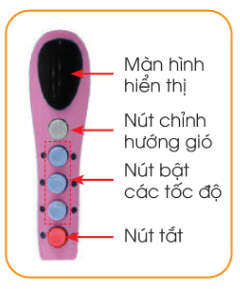 Màn hình
hiển thị
Nút chỉnh
hướng gió
Nút bật
các tốc độ
Nút tắt